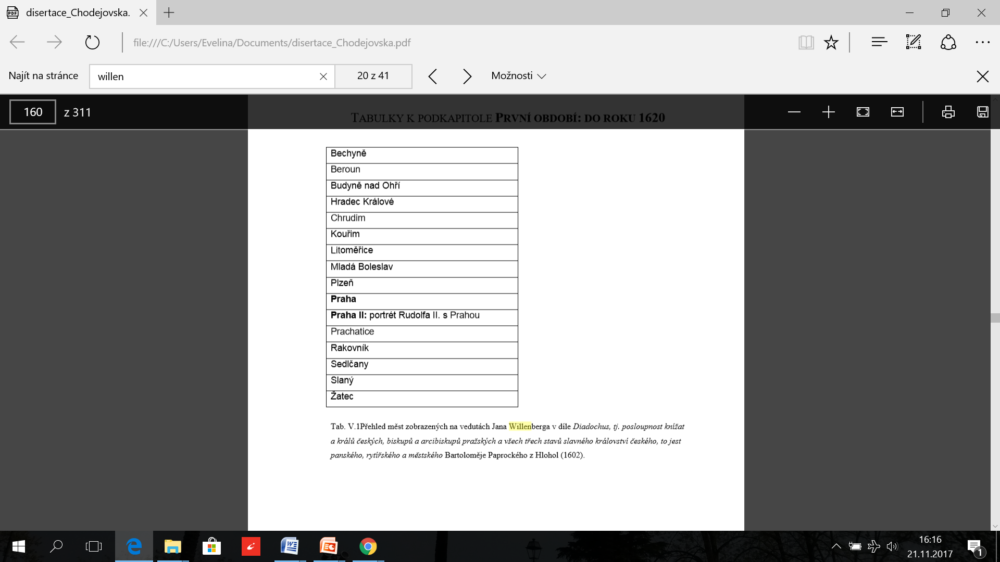 disertace_Chodejovska.
file:///C:/Users/Evelina/Documents/disertace_Chodejovska.pdf
Najít na stránce
willen
20 z 41
Možnosti
160
z 311
TABULKY K PODKAPITOLE PRVNÍ OBDOBÍ: DO ROKU 1620
Bechyně
Beroun
Budyně nad Ohří
Hradec Králové
Chrudim
Kouřim
Litoměřice
Mladá Boleslav
Plzeň
Praha
Praha II: portrét Rudolfa II. s Prahou
Prachatice
Rakovník
Sedlčany
Slaný
Žatec
Tab. V.1Přehled měst zobrazených na vedutách Jana Willenberga v díle Diadochus, tj. posloupnost knížat
a králů českých, biskupů a arcibiskupů pražských a všech třech stavů slavného království českého, to jest
panského, rytířského a městského Bartoloměje Paprockého z Hlohol (1602).
16:16
21.11.2017
1